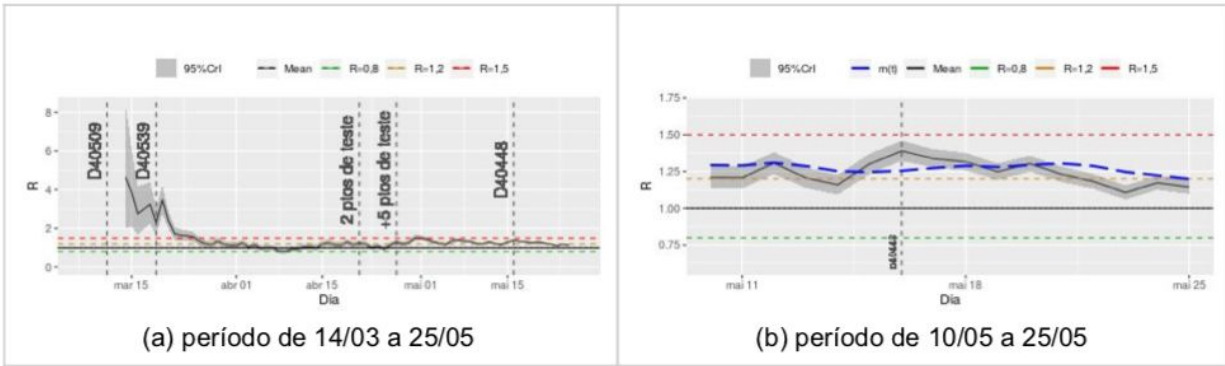 95%CrI Mean R=0,8 R=1,2 R=1,5
R
8
6
4
2
0
D40509
D40539
2 ptos de teste
+5 ptos de teste
D40448
mar 15 abr 01 abr 15 mai 01 mai 15
Dia
(a) período de 14/03 a 25/05
95%CrI m(t) Mean R=0,8 R=1,2 R=1,5
R
1.75
1.50
1.25
1.00
0.75
D40448
mai 11 mai 18 mai 25
Dia
(b) período de 10/05 a 25/05